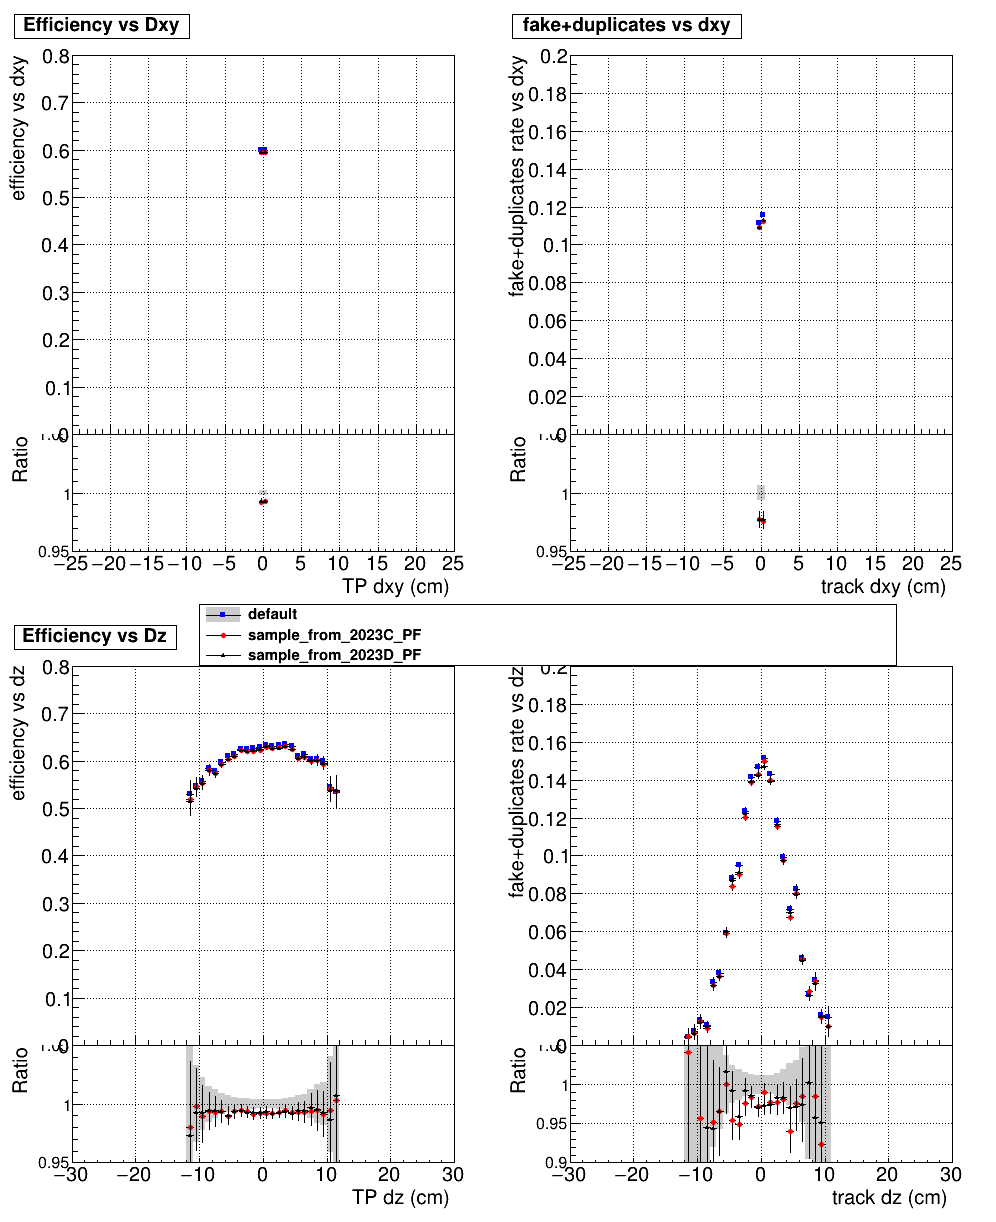 Efficiency vs Dxy
fake+duplicates vs dxy
efficiency vs dxy
0.8
0.7
0.6
0.5
0.4
0.3
0.2
0.1
0
Ratio
1
0.95
−25 −20 −15 −10 −5 0 5 10 15 20 25
TP dxy (cm)
fake+duplicates rate vs dxy
0.2
0.18
0.16
0.14
0.12
0.1
0.08
0.06
0.04
0.02
0
Ratio
1
0.95
−25 −20 −15 −10 −5 0 5 10 15 20 25
track dxy (cm)
default
sample_from_2023C_PF
sample_from_2023D_PF
Efficiency vs Dz
efficiency vs dz
0.8
0.7
0.6
0.5
0.4
0.3
0.2
0.1
0
Ratio
1
0.95
−30 −20 −10 0 10 20 30
TP dz (cm)
fake+duplicates rate vs dz
0.2
0.18
0.16
0.14
0.12
0.1
0.08
0.06
0.04
0.02
0
Ratio
1
0.95
0.9
−30 −20 −10 0 10 20 30
track dz (cm)